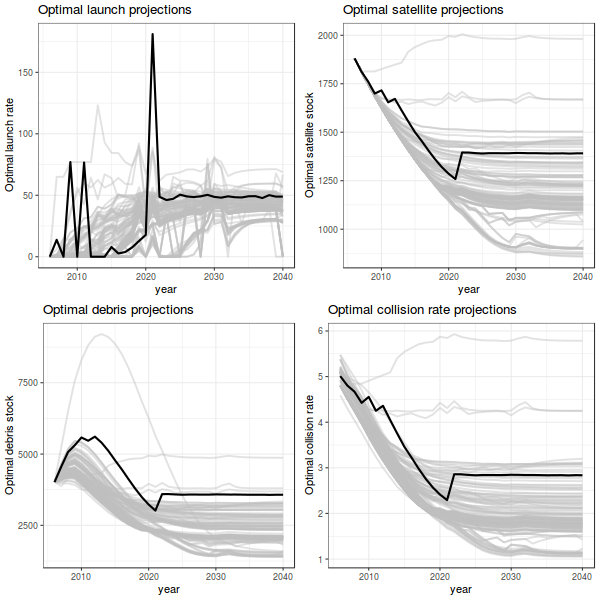 Optimal launch projections
Optimal launch rate
150
100
50
0
2010
2020
2030
2040
year
Optimal satellite projections
Optimal satellite stock
2000
1750
1500
1250
1000
2010
2020
2030
2040
year
Optimal debris projections
Optimal debris stock
7500
5000
2500
2010
2020
2030
2040
year
Optimal collision rate projections
Optimal collision rate
6
5
4
3
2
1
2010
2020
2030
2040
year